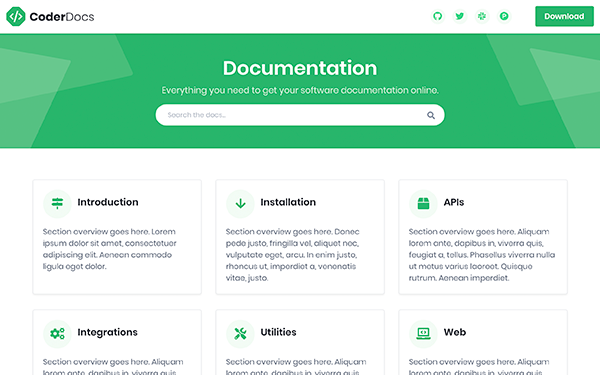 CoderDocs
Download
Documentation
Everything you need to get your software documentation online.
Search the docs...
Introduction
Section overview goes here. Lorem
ipsum dolor sit amet, consectetuer
adipiscing elit. Aenean commodo
ligula eget dolor.
Installation
Section overview goes here. Donec
pede justo, fringilla vel, aliquet nec,
vulputate eget, arcu. In enim justo,
rhoncus ut, imperdiet a, venenatis
vitae, justo.
APIs
Section overview goes here. Aliquam
lorem ante, dapibus in, viverra quis,
feugiat a, tellus. Phasellus viverra nulla
ut metus varius laoreet. Quisque
rutrum. Aenean imperdiet.
Integrations
Section overview goes here. Aliquam
lorem ante, dapibus in, viverra quis,
Utilities
Section overview goes here. Aliquam
lorem ante, dapibus in, viverra quis,
Web
Section overview goes here. Aliquam
lorem ante, dapibus in, viverra quis,